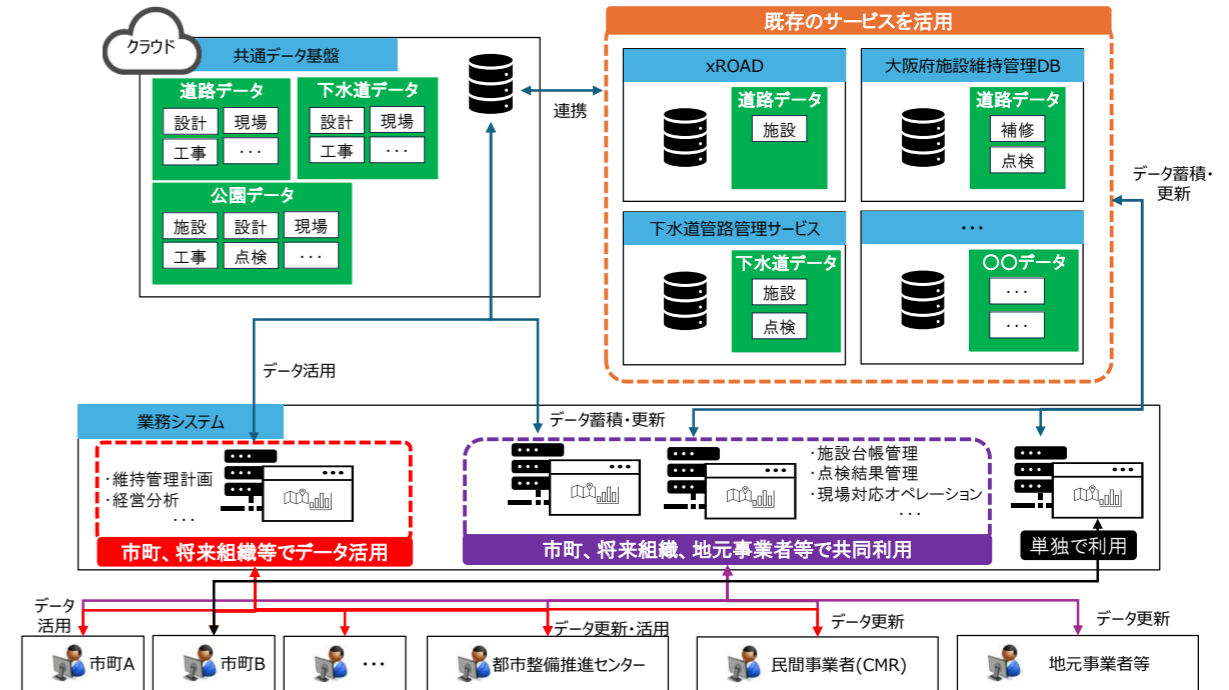 クラウド
共通データ基盤
道路データ
設計
現場
工事
･･･
下水道データ
設計
現場
工事
･･･
公園データ
施設
設計
現場
工事
点検
･･･
連携
既存のサービスを活用
xROAD
道路データ
施設
大阪府施設維持管理DB
道路データ
補修
点検
下水道管路管理サービス
下水道データ
施設
点検
･･･
〇〇データ
･･･
･･･
データ蓄積・
更新
データ活用
データ蓄積・更新
業務システム
･維持管理計画
･経営分析
･･･
市町、将来組織等でデータ活用
･施設台帳管理
･点検結果管理
･現場対応オペレーション
･･･
市町、将来組織、地元事業者等で共同利用
単独で利用
データ
活用
データ更新・活用
データ更新
データ更新
市町A
市町B
･･･
都市整備推進センター
民間事業者(CMR)
地元事業者等